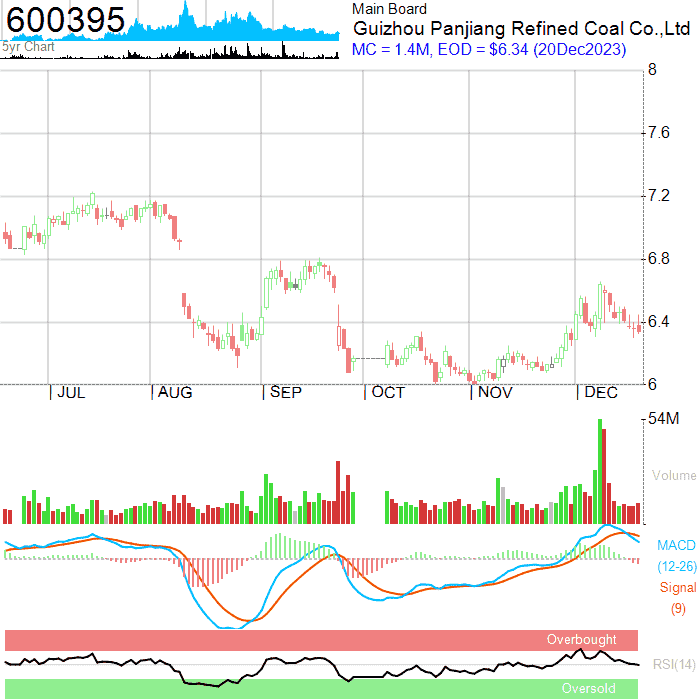 600395
5yr Chart
Main Board
Guizhou Panjiang Refined Coal Co.,Ltd
MC = 1.4M, EOD = $6.34 (20Dec2023)
8
7.6
7.2
6.8
6.4
6
| JUL
| AUG
| SEP
| OCT
| NOV
| DEC
54M
Volume
MACD
(12-26)
Signal
(9)
Overbought
RSI(14)
Oversold